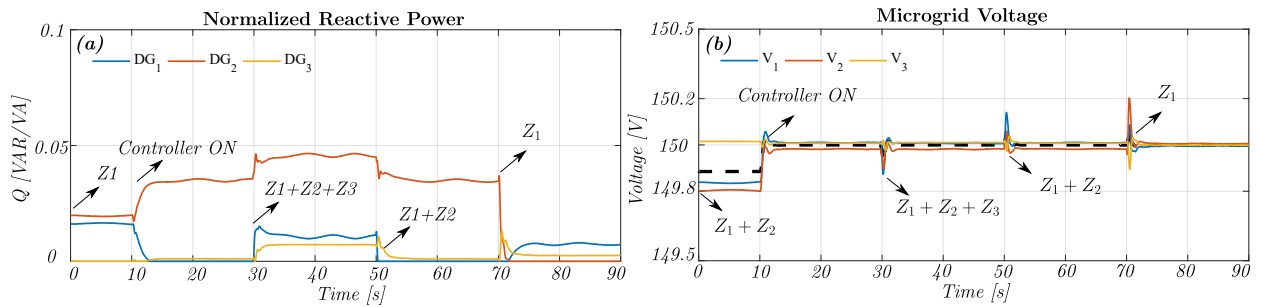 Normalized Reactive Power
(a)
DG1 DG2 DG3
Q [VAR/VA]
0.1
0.05
0
Z1
Controller ON
Z1+Z2+Z3
Z1+Z2
Z1
0 10 20 30 40 50 60 70 80 90
Time [s]
Microgrid Voltage
(b)
V1 V2 V3
Voltage [V]
150.5
150.2
150
149.8
149.5
Controller ON
Z1
Z1 + Z2
Z1 + Z2 + Z3
Z1 + Z2
0 10 20 30 40 50 60 70 80 90
Time [s]